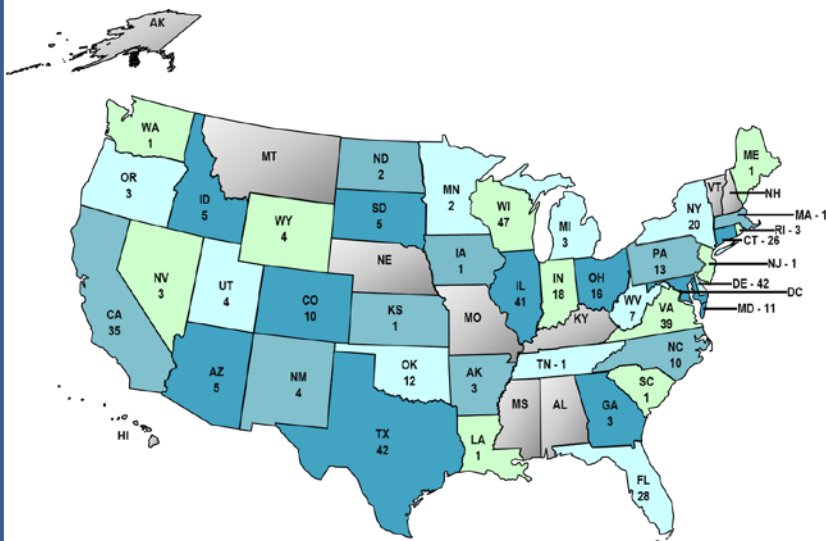 AK
WA
1
MT
ND
2
OR
3
ID
5
MN
2
WI
47
ME
1
VT
NH
SD
5
WY
4
MI
3
NY
20
MA - 1
RI - 3
CT - 26
NE
IA
1
PA
13
NJ - 1
NV
3
UT
4
CO
10
IL
41
IN
18
OH
16
DE - 42
DC
CA
35
KS
1
MO
KY
WV
7
VA
39
MD - 11
AZ
5
NM
4
OK
12
AK
3
TN - 1
NC
10
SC
1
MS
AL
GA
3
HI
TX
42
LA
1
FL
28